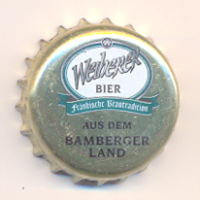 Weiherer
BIER
Fränkische Brautradition
AUS DEM
BAMBERGER
LAND